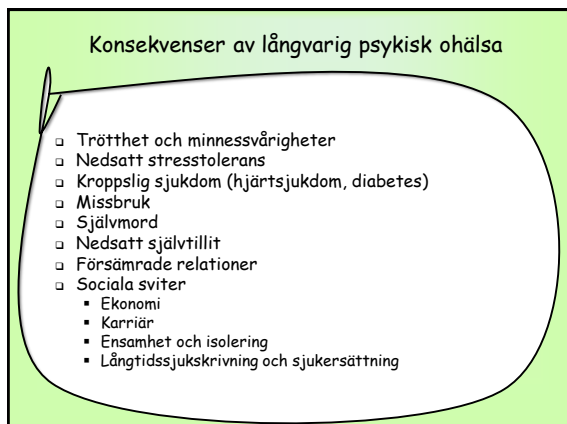 Konsekvenser av långvarig psykisk ohälsa
Trötthet och minnessvårigheter
Nedsatt stresstolerans
Kroppslig sjukdom (hjärtsjukdom, diabetes)
Missbruk
Självmord
Nedsatt självtillit
Försämrade relationer
Sociala sviter
Ekonomi
Karriär
Ensamhet och isolering
Långtidssjukskrivning och sjukersättning